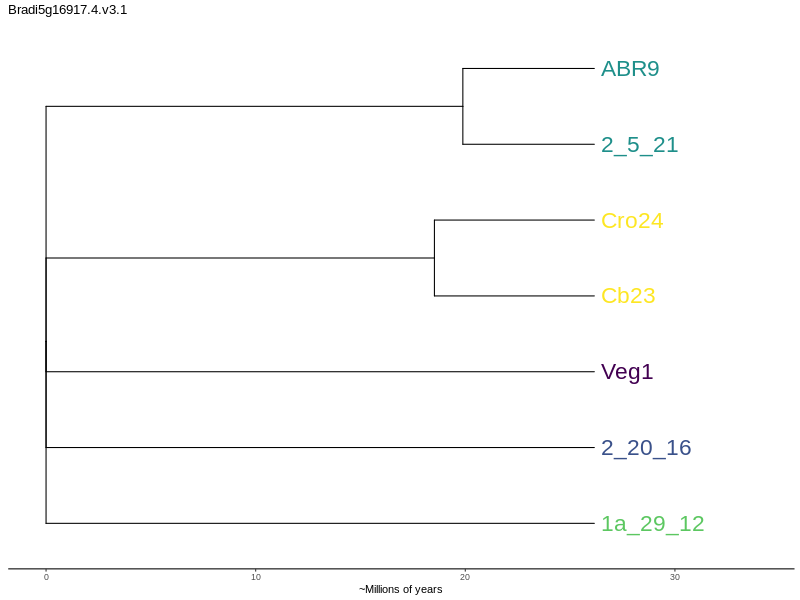 Bradi5g16917.4.v3.1
ABR9
2_5_21
Cro24
Cb23
Veg1
2_20_16
1a_29_12
0 10 20 30
~Millions of years